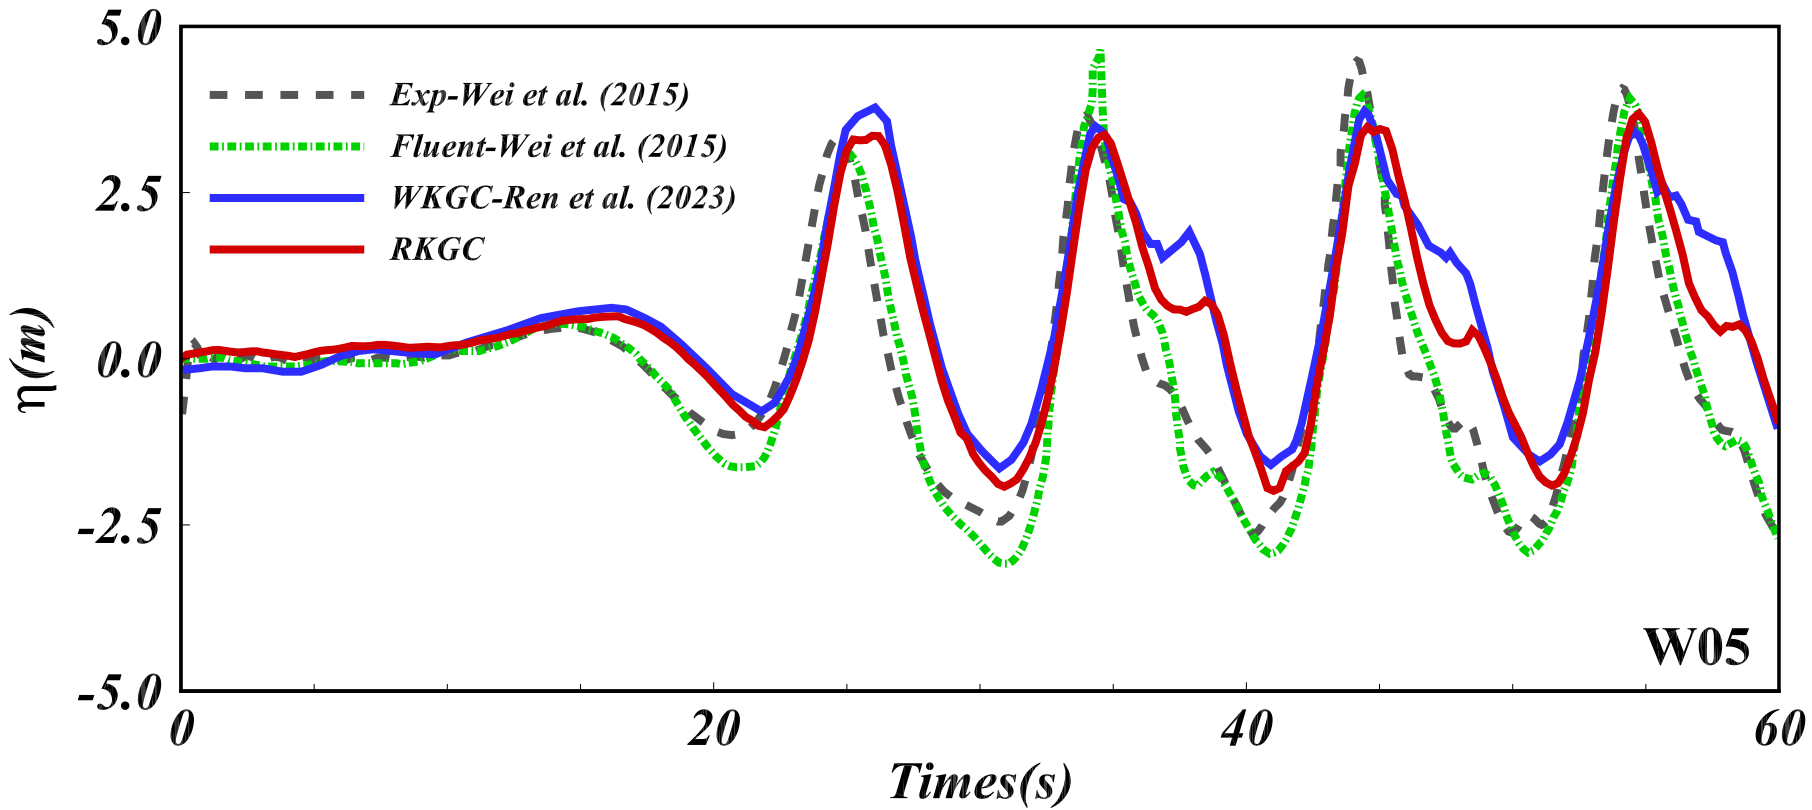 5.0
2.5
0.0
-2.5
-5.0
η(m)
Exp-Wei et al. (2015)
Fluent-Wei et al. (2015)
WKGC-Ren et al. (2023)
RKGC
W05
0 20 40 60
Times(s)